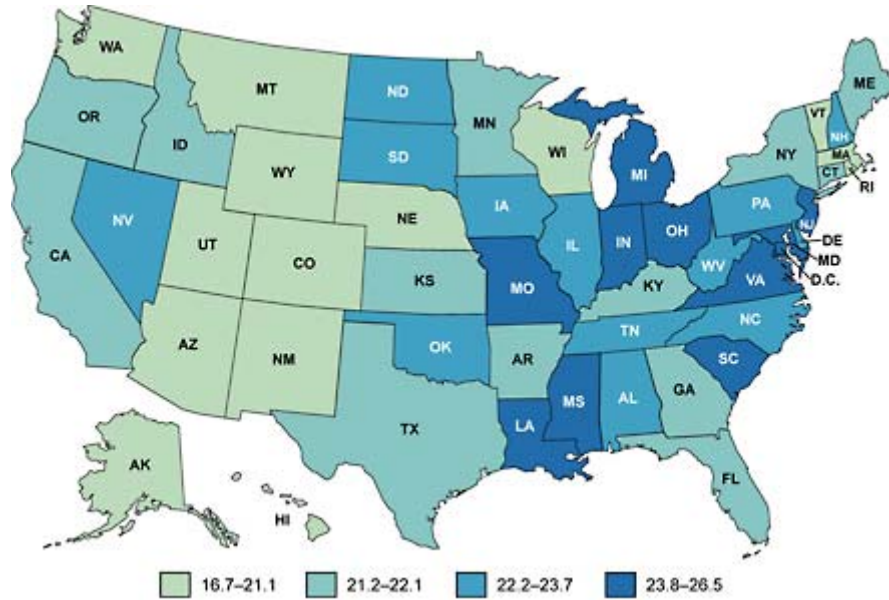 WA
MT
ND
MN
ME
OR
ID
SD
WI
VT
NH
NY
MA
CT
RI
WY
MI
NV
NE
IA
PA
CA
UT
CO
IL
IN
OH
NJ
DE
MD
D.C.
WV
VA
KS
MO
KY
NC
TN
AZ
NM
OK
AR
SC
MS
AL
GA
LA
TX
FL
AK
HI
16.7–21.1 21.2–22.1 22.2–23.7 23.8–26.5